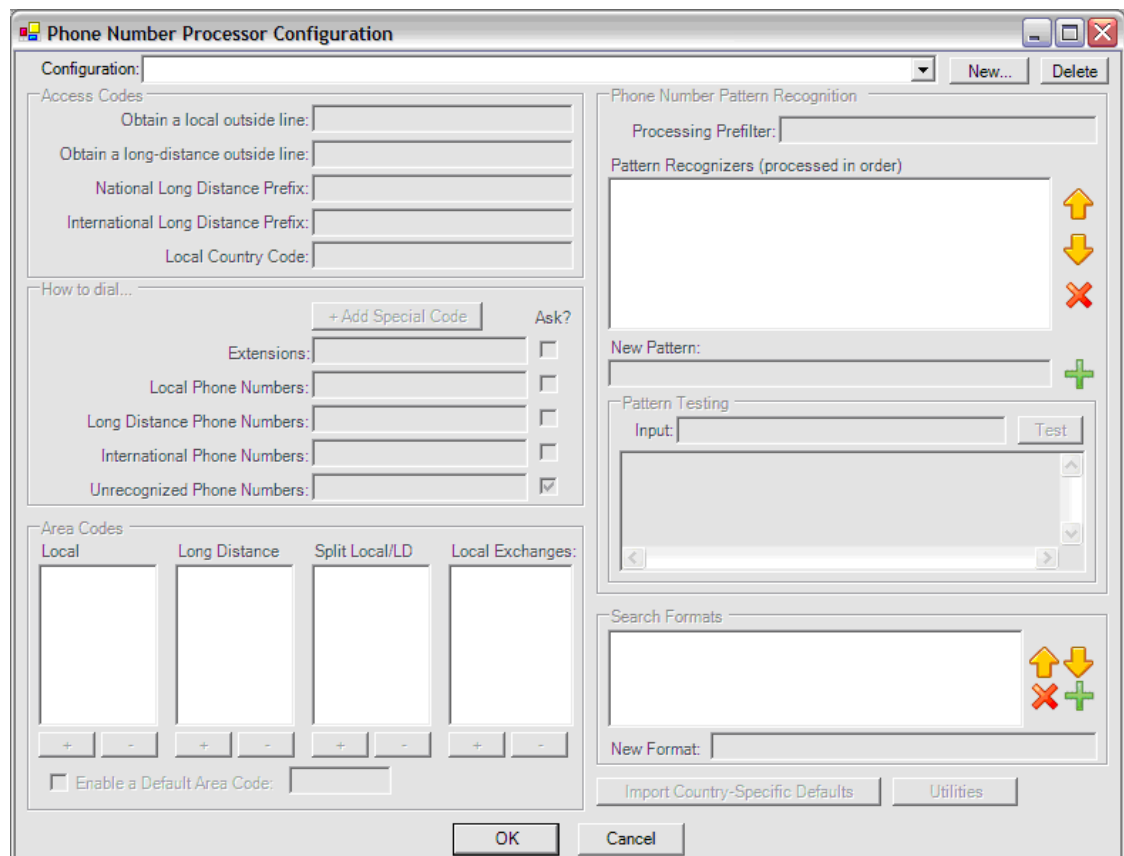 Phone Number Processor Configuration
Configuration:
New...
Delete
Access Codes
Obtain a local outside line:
Obtain a long-distance outside line:
National Long Distance Prefix:
International Long Distance Prefix:
Local Country Code:
How to dial...
+ Add Special Code
Ask?
Extensions:
Local Phone Numbers:
Long Distance Phone Numbers:
International Phone Numbers:
Unrecognized Phone Numbers:
Area Codes
Local
Long Distance
Split Local/LD
Local Exchanges:
+ - + - + - + -
Enable a Default Area Code:
Phone Number Pattern Recognition
Processing Prefilter:
Pattern Recognizers (processed in order)
New Pattern:
Pattern Testing
Input:
Test
Search Formats
New Format:
Import Country-Specific Defaults
Utilities
OK
Cancel